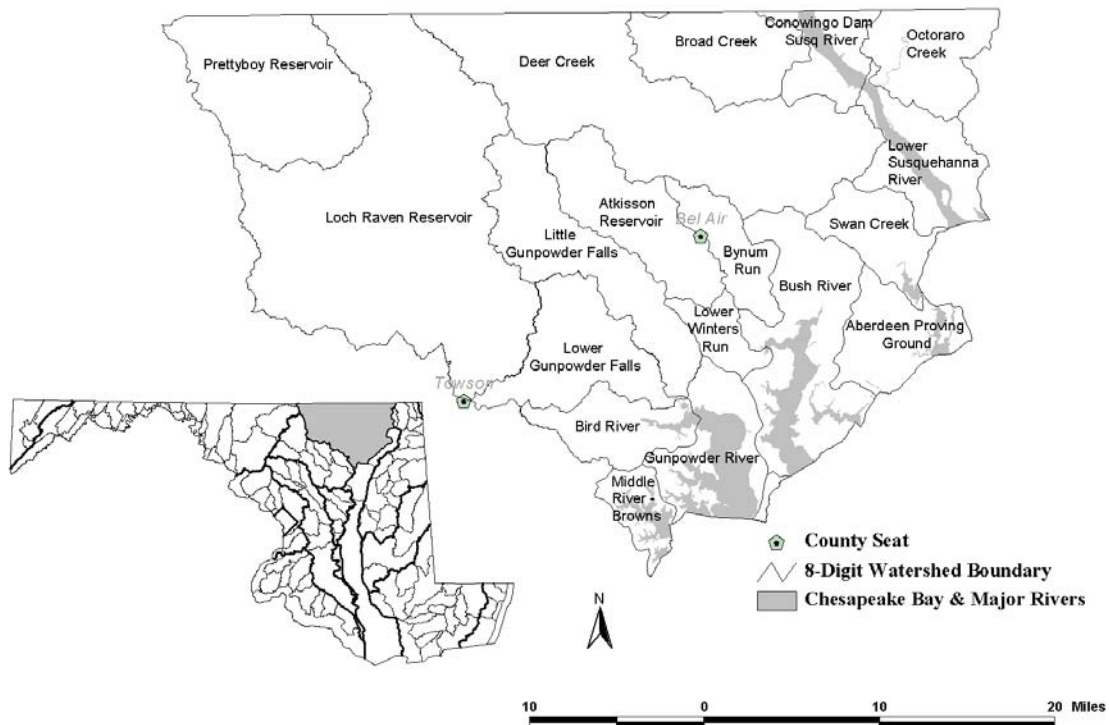 Prettyboy Reservoir
Deer Creek
Broad Creek
Conowingo Dam
Susq River
Octoraro
Creek
Lower
Susquehanna
River
Loch Raven Reservoir
Atkisson
Reservoir
Bel Air
Swan Creek
Little
Gunpowder Falls
Bynum
Run
Bush River
Lower
Winters
Run
Aberdeen Proving
Ground
Lower
Gunpowder Falls
Towson
Bird River
Gunpowder River
Middle
River -
Browns
County Seat
8-Digit Watershed Boundary
Chesapeake Bay & Major Rivers
N
10 0 10 20 Miles